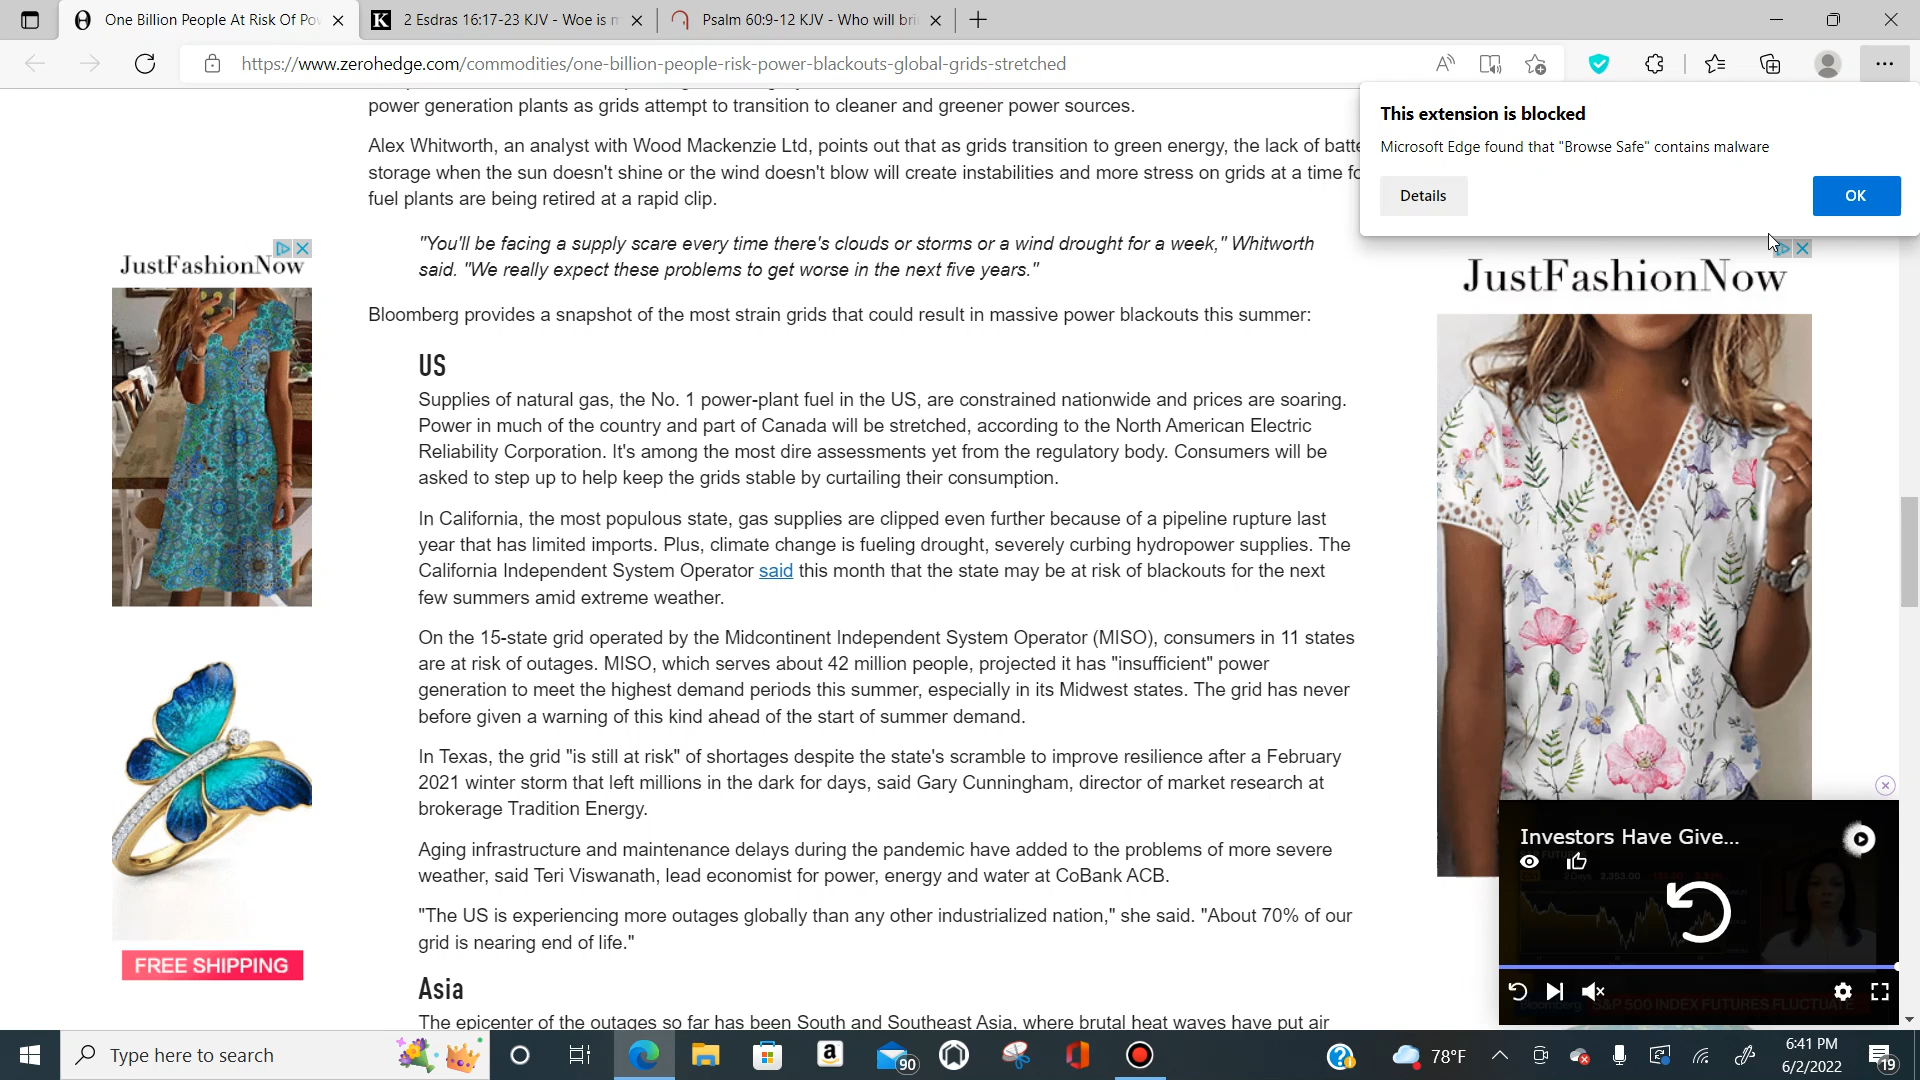 One Billion People At Risk Of Po
2 Esdras 16:17-23 KJV - Woe is
Psalm 60:9-12 KJV - Who will bri
https://www.zerohedge.com/commodities/one-billion-people-risk-power-blackouts-global-grids-stretched
This extension is blocked
Microsoft Edge found that "Browse Safe" contains malware
Details
OK
power generation plants as grids attempt to transition to cleaner and greener power sources.
Alex Whitworth, an analyst with Wood Mackenzie Ltd, points out that as grids transition to green energy, the lack of batte
storage when the sun doesn't shine or the wind doesn't blow will create instabilities and more stress on grids at a time fo
fuel plants are being retired at a rapid clip.
"You'll be facing a supply scare every time there's clouds or storms or a wind drought for a week," Whitworth
said. "We really expect these problems to get worse in the next five years."
Bloomberg provides a snapshot of the most strain grids that could result in massive power blackouts this summer:
US
Supplies of natural gas, the No. 1 power-plant fuel in the US, are constrained nationwide and prices are soaring.
Power in much of the country and part of Canada will be stretched, according to the North American Electric
Reliability Corporation. It's among the most dire assessments yet from the regulatory body. Consumers will be
asked to step up to help keep the grids stable by curtailing their consumption.
In California, the most populous state, gas supplies are clipped even further because of a pipeline rupture last
year that has limited imports. Plus, climate change is fueling drought, severely curbing hydropower supplies. The
California Independent System Operator said this month that the state may be at risk of blackouts for the next
few summers amid extreme weather.
On the 15-state grid operated by the Midcontinent Independent System Operator (MISO), consumers in 11 states
are at risk of outages. MISO, which serves about 42 million people, projected it has "insufficient" power
generation to meet the highest demand periods this summer, especially in its Midwest states. The grid has never
before given a warning of this kind ahead of the start of summer demand.
In Texas, the grid "is still at risk" of shortages despite the state's scramble to improve resilience after a February
2021 winter storm that left millions in the dark for days, said Gary Cunningham, director of market research at
brokerage Tradition Energy.
Aging infrastructure and maintenance delays during the pandemic have added to the problems of more severe
weather, said Teri Viswanath, lead economist for power, energy and water at CoBank ACB.
"The US is experiencing more outages globally than any other industrialized nation," she said. "About 70% of our
grid is nearing end of life."
Asia
The epicenter of the outages so far has been South and Southeast Asia, where brutal heat waves have put air
JustFashionNow
FREE SHIPPING
JustFashionNow
Investors Have Give...
2,353.00
Bloomberg S&P 500 INDEX FUTURES FLUCTUATE
Type here to search
90
78°F
6:41 PM
6/2/2022
19